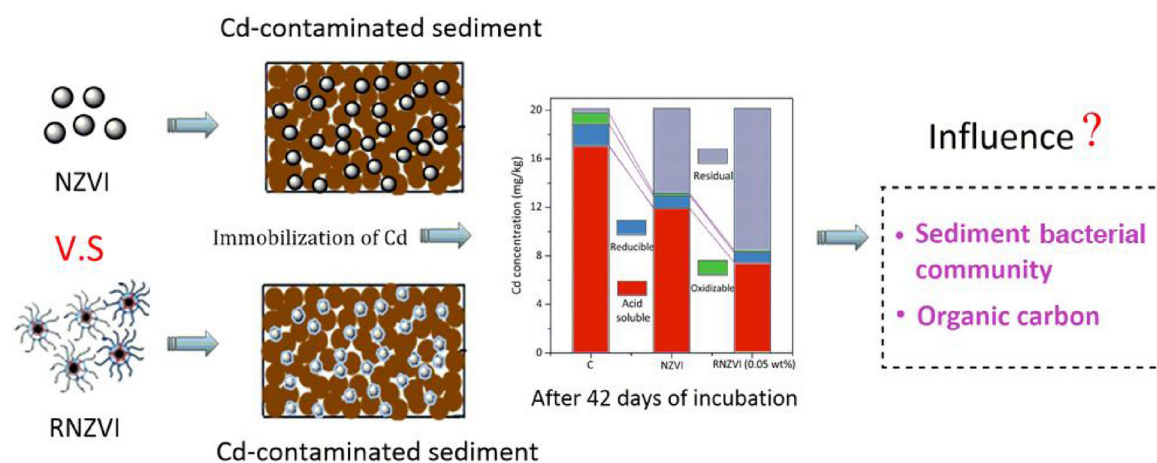 Cd-contaminated sediment
NZVI
V.S
RNZVI
Immobilization of Cd
Cd-contaminated sediment
Cd concentration (mg/kg)
20
16
12
8
4
0
Residual
Reducible
Oxidizable
Acid
soluble
C
NZVI
RNZVI (0.05 wt%)
After 42 days of incubation
Influence ?
• Sediment bacterial
community
• Organic carbon